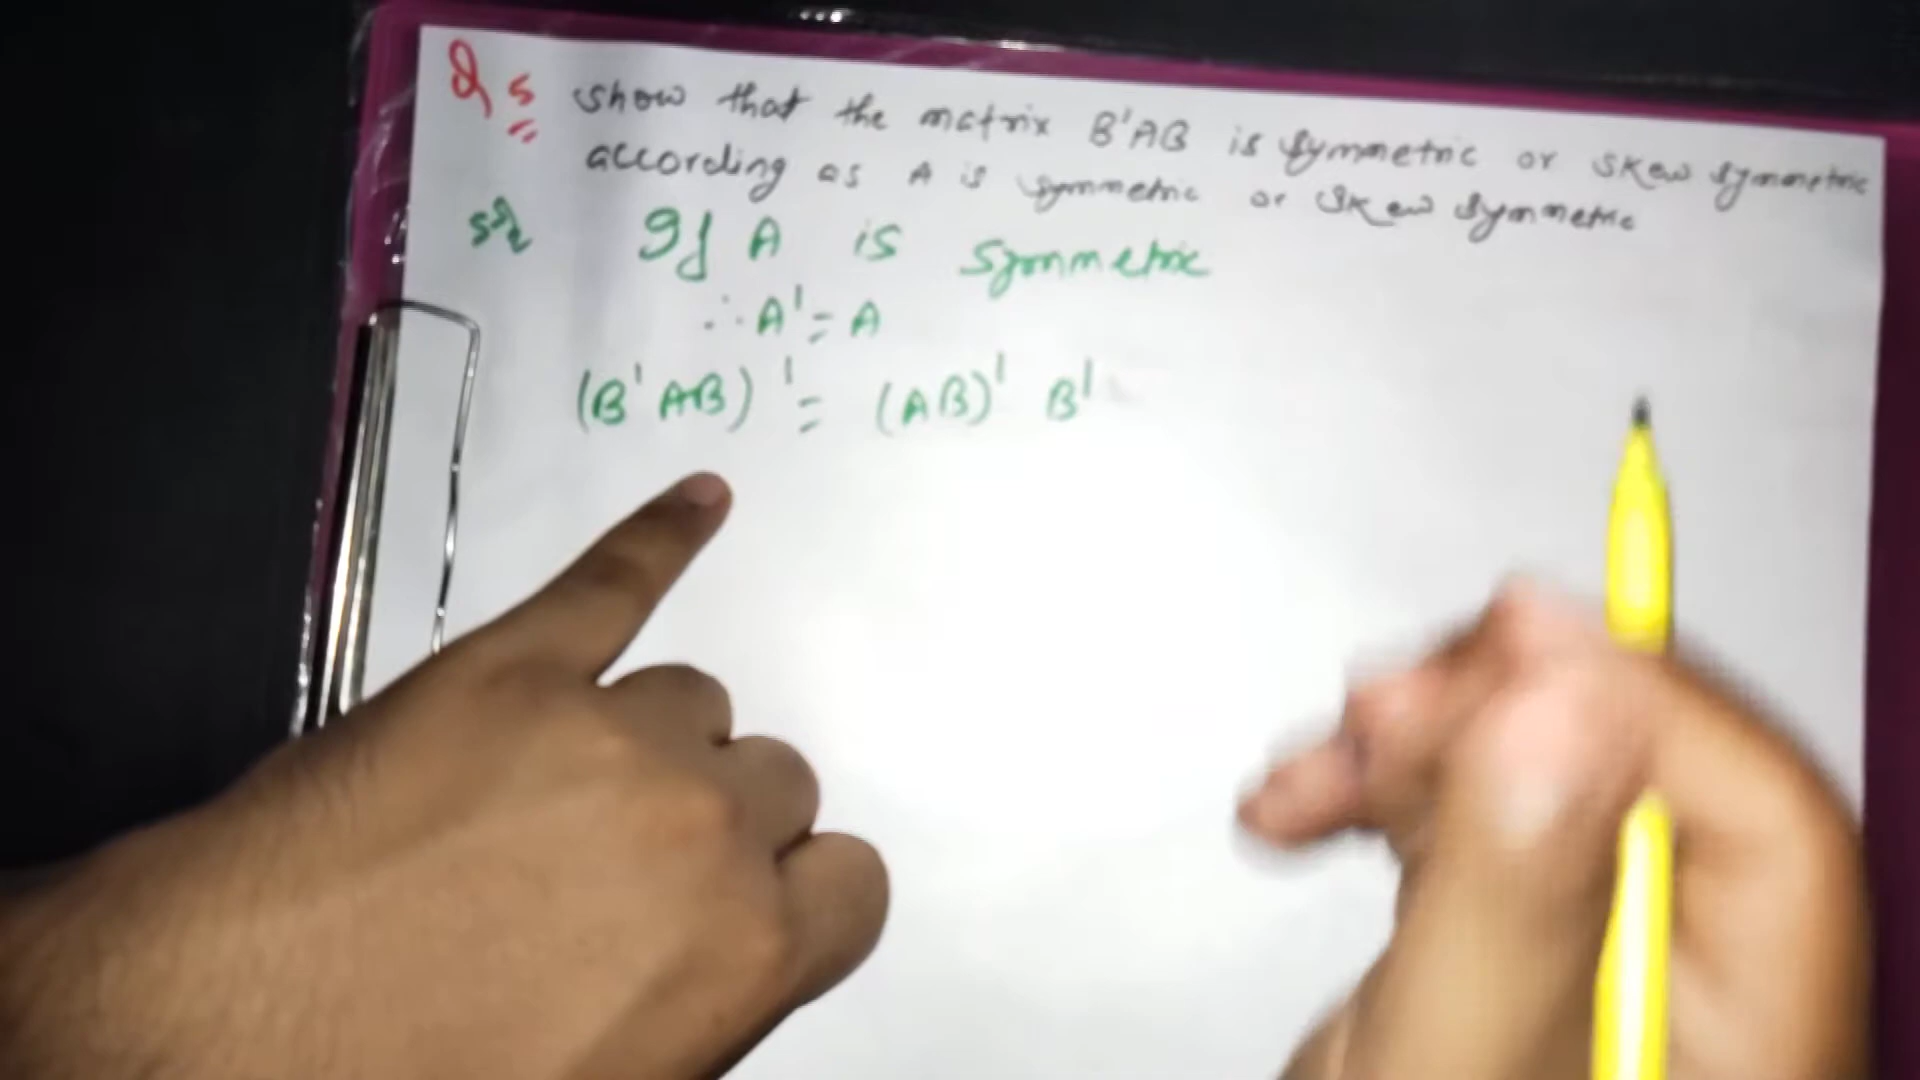 Q5 show that the matrix B'AB is symmetric or skew symmetric
according as A is symmetric or skew symmetric
Sol If A is symmetric
∴ A' = A
(B'AB)' = (AB)' B'